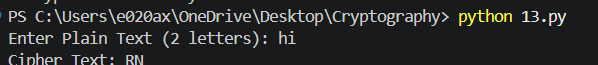 PS C:\Users\e020ax\OneDrive\Desktop\Cryptography> python 13.py
Enter Plain Text (2 letters): hi
Cipher Text: RN